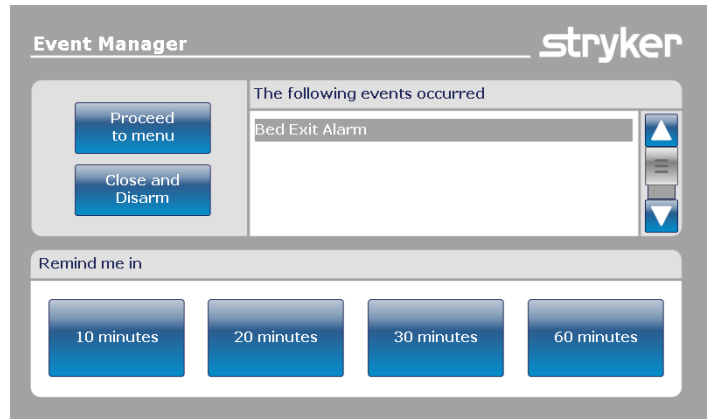 Event Manager
stryker
Proceed
to menu
Close and
Disarm
The following events occurred
Bed Exit Alarm
Remind me in
10 minutes
20 minutes
30 minutes
60 minutes